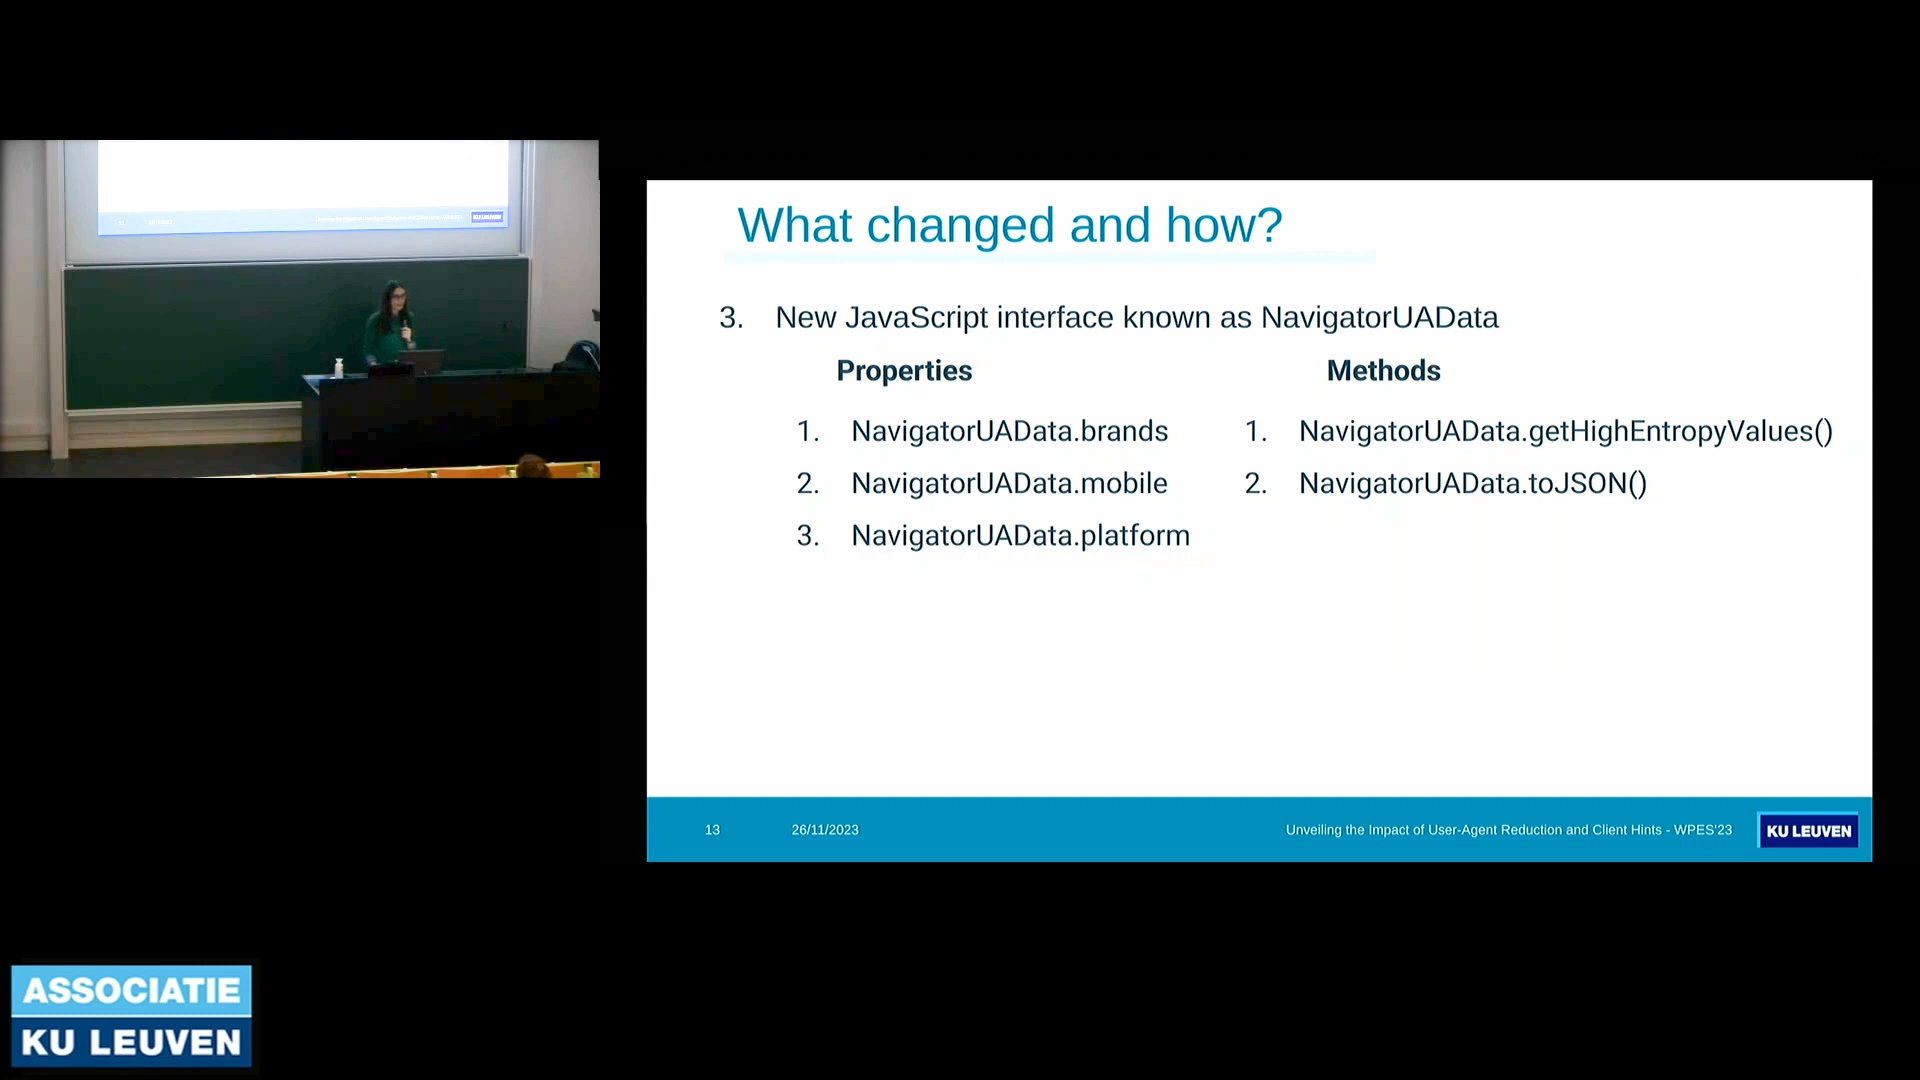 What changed and how?
3. New JavaScript interface known as NavigatorUAData
Properties
1. NavigatorUAData.brands
2. NavigatorUAData.mobile
3. NavigatorUAData.platform
Methods
1. NavigatorUAData.getHighEntropyValues()
2. NavigatorUAData.toJSON()
13 26/11/2023 Unveiling the Impact of User-Agent Reduction and Client Hints - WPES'23 KU LEUVEN
KU LEUVEN
ASSOCIATIE
KU LEUVEN